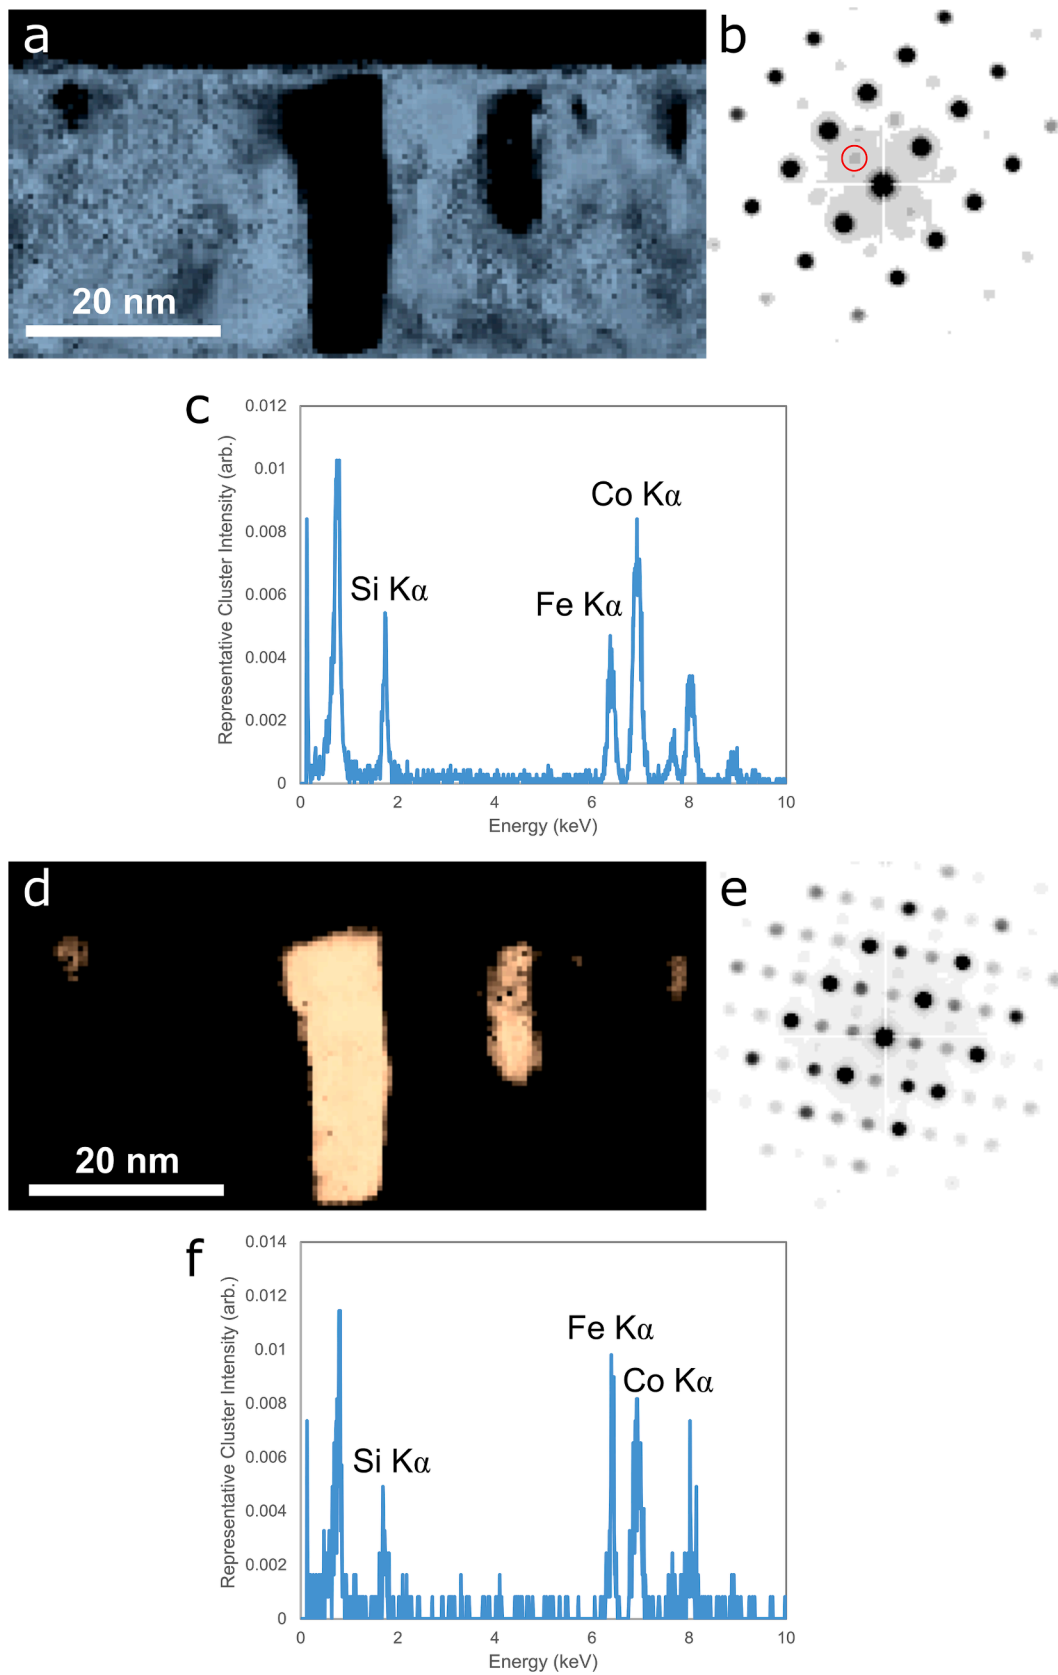 a
b
20 nm
c
Representative Cluster Intensity (arb.)
0.012
0.01
0.008
0.006
0.004
0.002
0
Si Kα
Fe Kα
Co Kα
0 2 4 6 8 10
Energy (keV)
d
e
20 nm
f
Representative Cluster Intensity (arb.)
0.014
0.012
0.01
0.008
0.006
0.004
0.002
0
Si Kα
Fe Kα
Co Kα
0 2 4 6 8 10
Energy (keV)